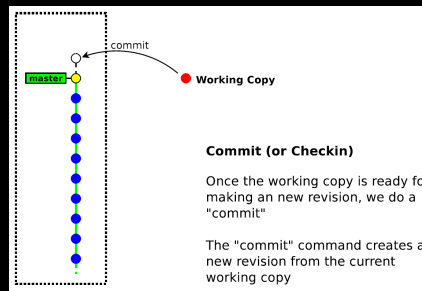 commit
master
Working Copy
Commit (or Checkin)
Once the working copy is ready fo
making an new revision, we do a
"commit"
The "commit" command creates a
new revision from the current
working copy